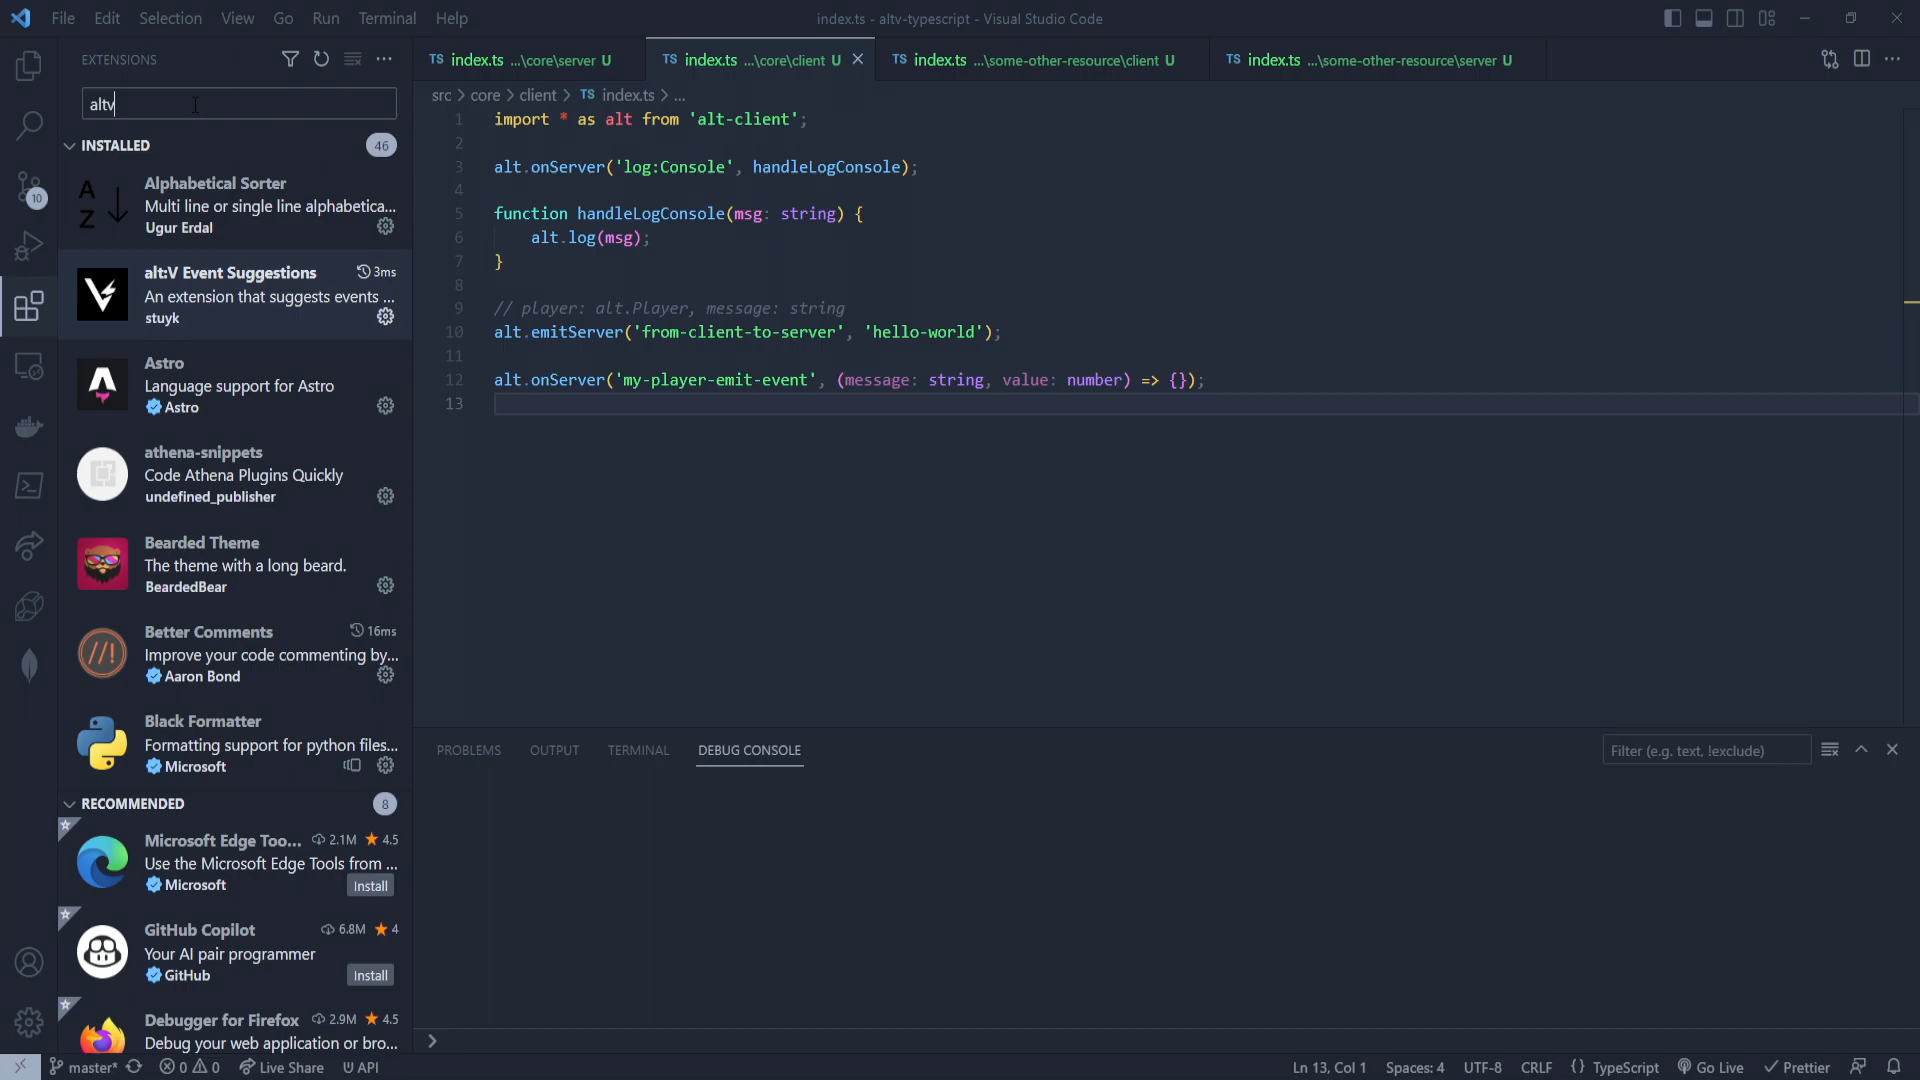 File Edit Selection View Go Run Terminal Help
index.ts - altv-typescript - Visual Studio Code
EXTENSIONS
altv
INSTALLED 46
A
Z
Alphabetical Sorter
Multi line or single line alphabetica...
Ugur Erdal
alt:V Event Suggestions 3ms
An extension that suggests events ...
stuyk
Astro
Language support for Astro
Astro
athena-snippets
Code Athena Plugins Quickly
undefined_publisher
Bearded Theme
The theme with a long beard.
BeardedBear
//!
Better Comments 16ms
Improve your code commenting by...
Aaron Bond
Black Formatter
Formatting support for python files...
Microsoft
RECOMMENDED 8
Microsoft Edge Too... 2.1M 4.5
Use the Microsoft Edge Tools from ...
Microsoft Install
GitHub Copilot 6.8M 4
Your AI pair programmer
GitHub Install
Debugger for Firefox 2.9M 4.5
Debug your web application or bro...
10
TS index.ts ...\core\server U
TS index.ts ...\core\client U
TS index.ts ...\some-other-resource\client U
TS index.ts ...\some-other-resource\server U
src > core > client > TS index.ts > ...
1 import * as alt from 'alt-client';
2
3 alt.onServer('log:Console', handleLogConsole);
4
5 function handleLogConsole(msg: string) {
6 alt.log(msg);
7 }
8
9 // player: alt.Player, message: string
10 alt.emitServer('from-client-to-server', 'hello-world');
11
12 alt.onServer('my-player-emit-event', (message: string, value: number) => {});
13
PROBLEMS OUTPUT TERMINAL DEBUG CONSOLE
Filter (e.g. text, !exclude)
master* 0 0 Live Share API
Ln 13, Col 1 Spaces: 4 UTF-8 CRLF {} TypeScript Go Live Prettier